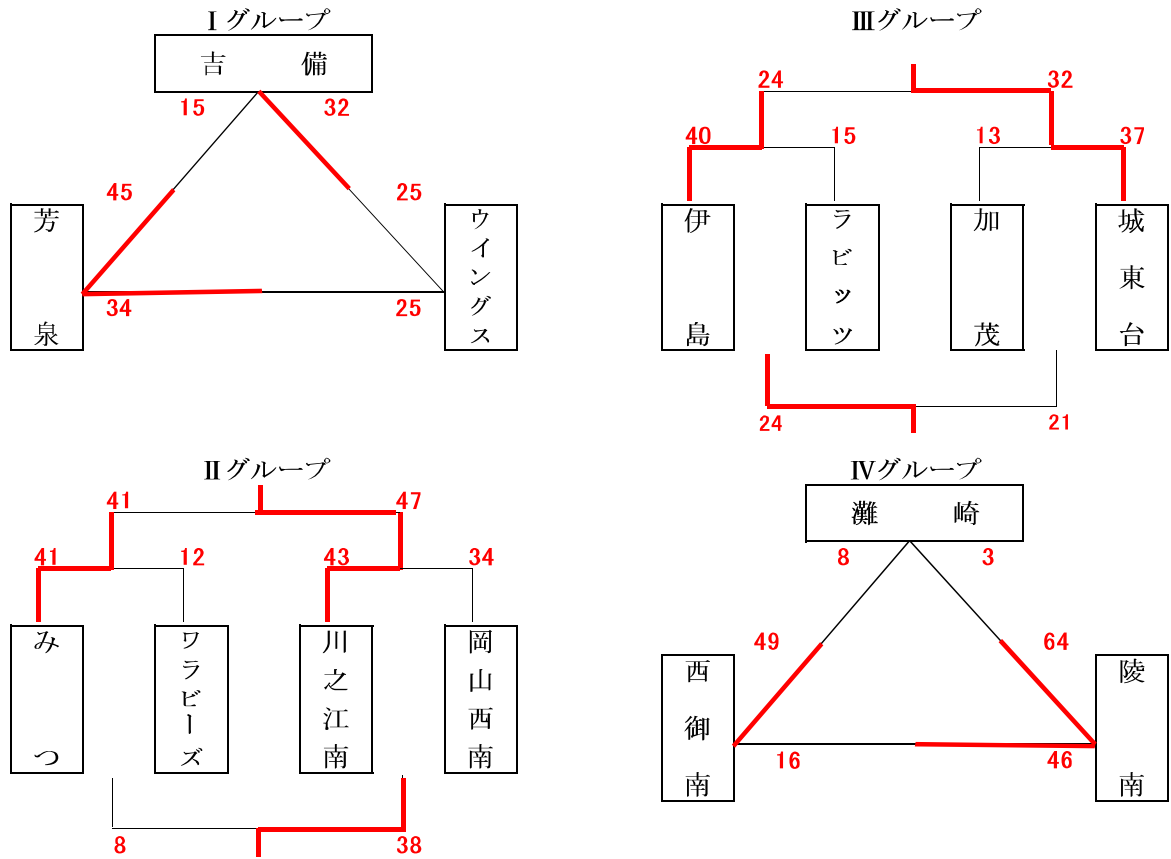 Ⅰグループ
吉備
15 32
45 25
芳泉
ウイングス
34 25
Ⅲグループ
24 32
40 15 13 37
伊島
ラビッツ
加茂
城東台
24 21
Ⅱグループ
41 47
41 12 43 34
みつ
ワラビーズ
川之江南
岡山西南
8 38
Ⅳグループ
灘崎
8 3
49 64
西御南
陵南
16 46